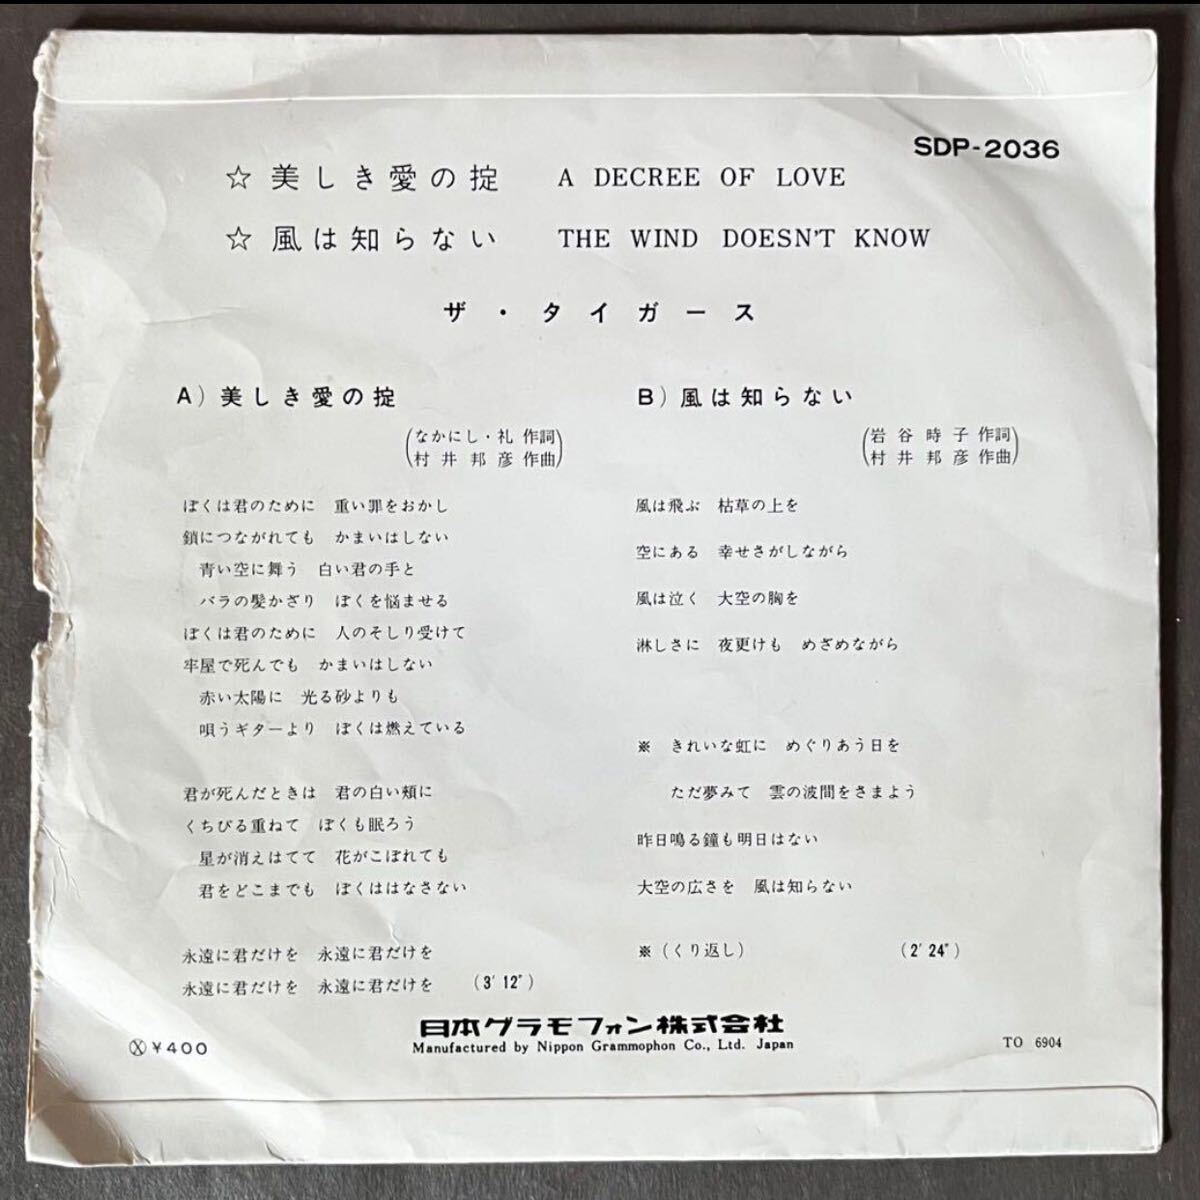 SDP-2036
☆ 美しき愛の掟 A DECREE OF LOVE
☆ 風は知らない THE WIND DOESN'T KNOW
ザ・タイガース
A) 美しき愛の掟
(なかにし・礼 作詞
村井邦彦 作曲)
ぼくは君のために 重い罪をおかし
鎖につながれても かまいはしない
青い空に舞う 白い君の手と
バラの髪かざり ぼくを悩ませる
ぼくは君のために 人のそしり受けて
牢屋で死んでも かまいはしない
赤い太陽に 光る砂よりも
唄うギターより ぼくは燃えている
君が死んだときは 君の白い頬に
くちびる重ねて ぼくも眠ろう
星が消えはてて 花がこぼれても
君をどこまでも ぼくははなさない
永遠に君だけを 永遠に君だけを
永遠に君だけを 永遠に君だけを (3′12″)
B) 風は知らない
(岩谷時子 作詞
村井邦彦 作曲)
風は飛ぶ 枯草の上を
空にある 幸せさがしながら
風は泣く 大空の胸を
淋しさに 夜更けも めざめながら
※ きれいな虹に めぐりあう日を
ただ夢みて 雲の波間をさまよう
昨日鳴る鐘も明日はない
大空の広さを 風は知らない
※(くり返し) (2′24″)
日本グラモフォン株式会社
Manufactured by Nippon Grammophon Co., Ltd. Japan
Ⓧ ¥400
TO 6904